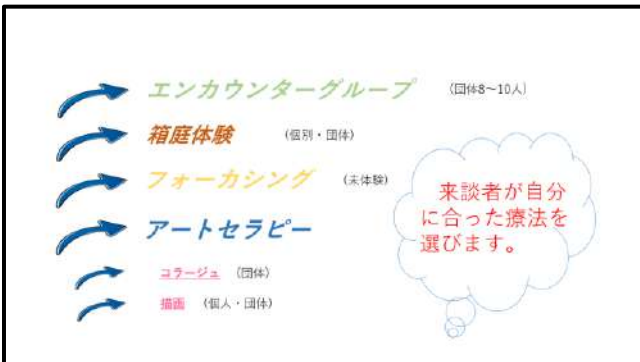 エンカウンターグループ (団体8～10人)
箱庭体験 (個別・団体)
フォーカシング (未体験)
アートセラピー
コラージュ (団体)
描画 (個人・団体)
来談者が自分
に合った療法を
選びます。